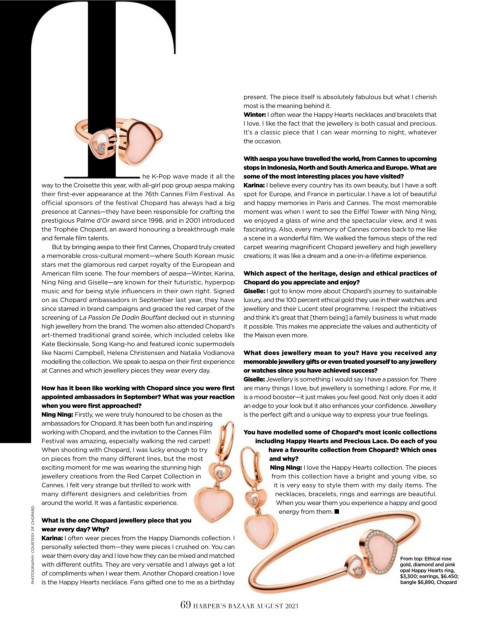 The K-Pop wave made it all the
way to the Croisette this year, with all-girl pop group aespa making
their first-ever appearance at the 76th Cannes Film Festival. As
official sponsors of the festival Chopard has always had a big
presence at Cannes—they have been responsible for crafting the
prestigious Palme d'Or award since 1998, and in 2001 introduced
the Trophée Chopard, an award honouring a breakthrough male
and female film talents.
But by bringing aespa to their first Cannes, Chopard truly created
a memorable cross-cultural moment—where South Korean music
stars met the glamorous red carpet royalty of the European and
American film scene. The four members of aespa—Winter, Karina,
Ning Ning and Giselle—are known for their futuristic, hyperpop
music and for being style influencers in their own right. Signed
on as Chopard ambassadors in September last year, they have
since starred in brand campaigns and graced the red carpet of the
screening of La Passion De Dodin Bouffant decked out in stunning
high jewellery from the brand. The women also attended Chopard's
art-themed traditional grand soirée, which included celebs like
Kate Beckinsale, Song Kang-ho and featured iconic supermodels
like Naomi Campbell, Helena Christensen and Natalia Vodianova
modelling the collection. We speak to aespa on their first experience
at Cannes and which jewellery pieces they wear every day.
How has it been like working with Chopard since you were first
appointed ambassadors in September? What was your reaction
when you were first approached?
Ning Ning: Firstly, we were truly honoured to be chosen as the
ambassadors for Chopard. It has been both fun and inspiring
working with Chopard, and the invitation to the Cannes Film
Festival was amazing, especially walking the red carpet!
When shooting with Chopard, I was lucky enough to try
on pieces from the many different lines, but the most
exciting moment for me was wearing the stunning high
jewellery creations from the Red Carpet Collection in
Cannes. I felt very strange but thrilled to work with
many different designers and celebrities from
around the world. It was a fantastic experience.
What is the one Chopard jewellery piece that you
wear every day? Why?
Karina: I often wear pieces from the Happy Diamonds collection. I
personally selected them—they were pieces I crushed on. You can
wear them every day and I love how they can be mixed and matched
with different outfits. They are very versatile and I always get a lot
of compliments when I wear them. Another Chopard creation I love
is the Happy Hearts necklace. Fans gifted one to me as a birthday
present. The piece itself is absolutely fabulous but what I cherish
most is the meaning behind it.
Winter: I often wear the Happy Hearts necklaces and bracelets that
I love. I like the fact that the jewellery is both casual and precious.
It's a classic piece that I can wear morning to night, whatever
the occasion.
With aespa you have travelled the world, from Cannes to upcoming
stops in Indonesia, North and South America and Europe. What are
some of the most interesting places you have visited?
Karina: I believe every country has its own beauty, but I have a soft
spot for Europe, and France in particular. I have a lot of beautiful
and happy memories in Paris and Cannes. The most memorable
moment was when I went to see the Eiffel Tower with Ning Ning;
we enjoyed a glass of wine and the spectacular view, and it was
fascinating. Also, every memory of Cannes comes back to me like
a scene in a wonderful film. We walked the famous steps of the red
carpet wearing magnificent Chopard jewellery and high jewellery
creations; it was like a dream and a one-in-a-lifetime experience.
Which aspect of the heritage, design and ethical practices of
Chopard do you appreciate and enjoy?
Giselle: I got to know more about Chopard's journey to sustainable
luxury, and the 100 percent ethical gold they use in their watches and
jewellery and their Lucent steel programme. I respect the initiatives
and think it's great that [them being] a family business is what made
it possible. This makes me appreciate the values and authenticity of
the Maison even more.
What does jewellery mean to you? Have you received any
memorable jewellery gifts or even treated yourself to any jewellery
or watches since you have achieved success?
Giselle: Jewellery is something I would say I have a passion for. There
are many things I love, but jewellery is something I adore. For me, it
is a mood booster—it just makes you feel good. Not only does it add
an edge to your look but it also enhances your confidence. Jewellery
is the perfect gift and a unique way to express your true feelings.
You have modelled some of Chopard's most iconic collections
including Happy Hearts and Precious Lace. Do each of you
have a favourite collection from Chopard? Which ones
and why?
Ning Ning: I love the Happy Hearts collection. The pieces
from this collection have a bright and young vibe, so
it is very easy to style them with my daily items. The
necklaces, bracelets, rings and earrings are beautiful.
When you wear them you experience a happy and good
energy from them. ■
From top: Ethical rose
gold, diamond and pink
opal Happy Hearts ring,
$3,300; earrings, $6,450;
bangle $6,890, Chopard
PHOTOGRAPHY: COURTESY OF CHOPARD.
69 HARPER'S BAZAAR AUGUST 2023